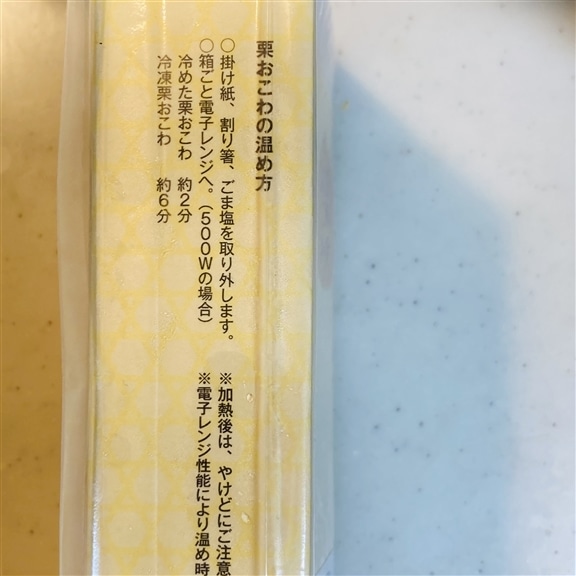 栗おこわの温め方
○掛け紙、割り箸、ごま塩を取り外します。
○箱ごと電子レンジへ。(500Wの場合)
冷めた栗おこわ 約2分
冷凍栗おこわ 約6分
※加熱後は、やけどにご注意
※電子レンジ性能により温め時